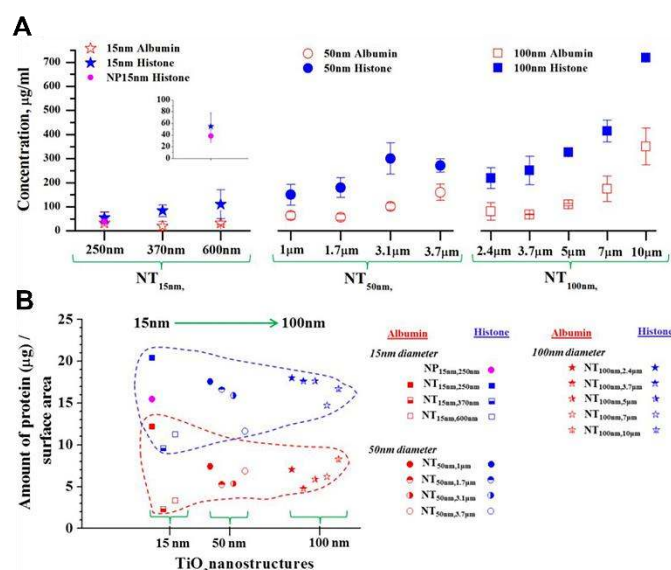 A
15nm Albumin
15nm Histone
NP15nm Histone
50nm Albumin
50nm Histone
100nm Albumin
100nm Histone
Concentration, µg/ml
700
600
500
400
300
200
100
0
100
80
60
40
20
0
250nm 370nm 600nm
1µm 1.7µm 3.1µm 3.7µm
2.4µm 3.7µm 5µm 7µm 10µm
NT15nm,
NT50nm,
NT100nm,
B
Amount of protein (µg) /
surface area
25
20
15
10
5
0
15nm 100nm
15 nm 50 nm 100 nm
TiO2nanostructures
Albumin Histone
15nm diameter
NP15nm,250nm
NT15nm,250nm
NT15nm,370nm
NT15nm,600nm
50nm diameter
NT50nm,1µm
NT50nm,1.7µm
NT50nm,3.1µm
NT50nm,3.7µm
Albumin Histone
100nm diameter
NT100nm,2.4µm
NT100nm,3.7µm
NT100nm,5µm
NT100nm,7µm
NT100nm,10µm